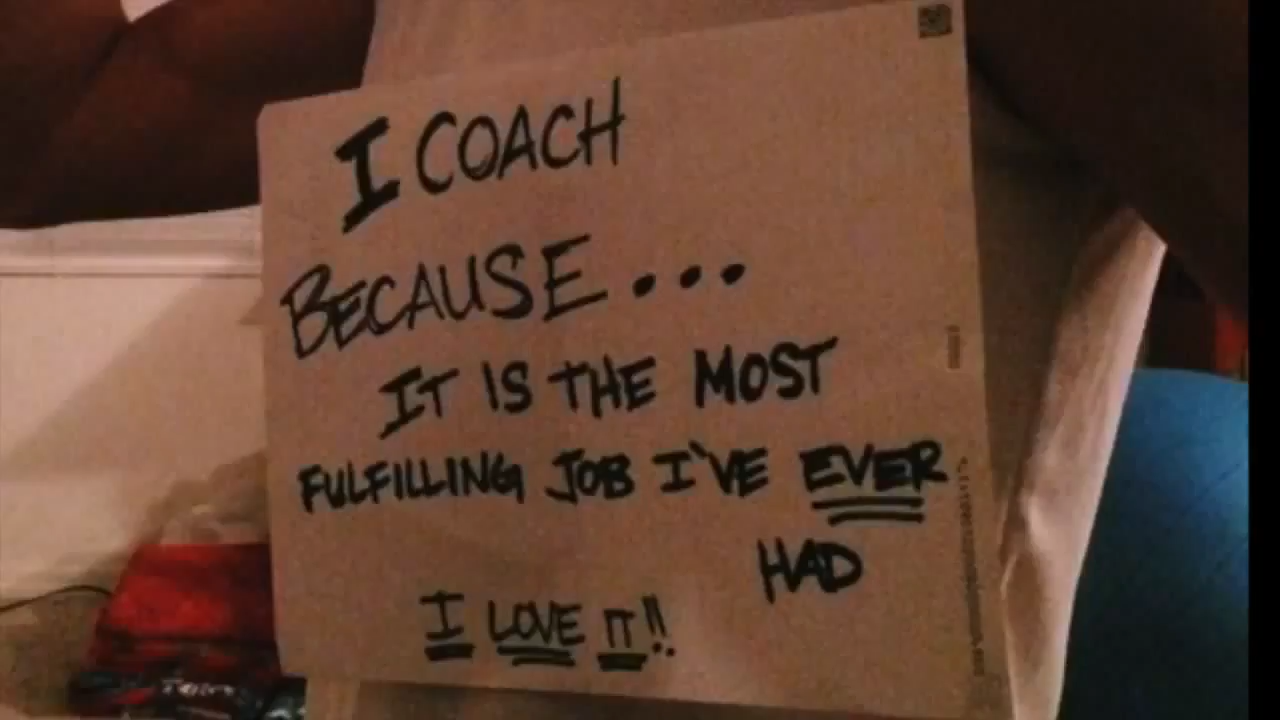 I COACH
BECAUSE...
IT IS THE MOST
FULFILLING JOB I'VE EVER
HAD
I LOVE IT!!